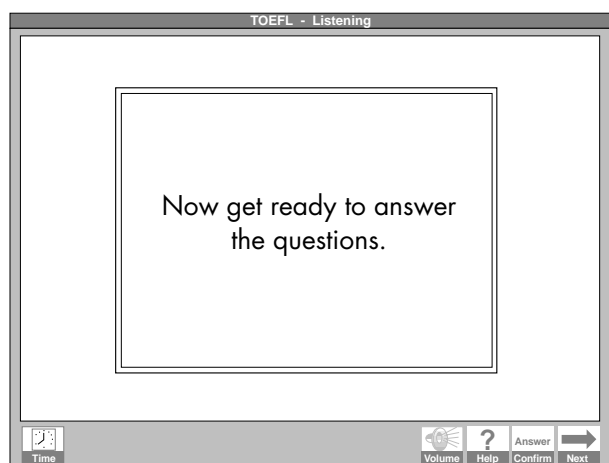 TOEFL - Listening
Now get ready to answer
the questions.
Time
Volume
?
Help
Answer
Confirm
Next